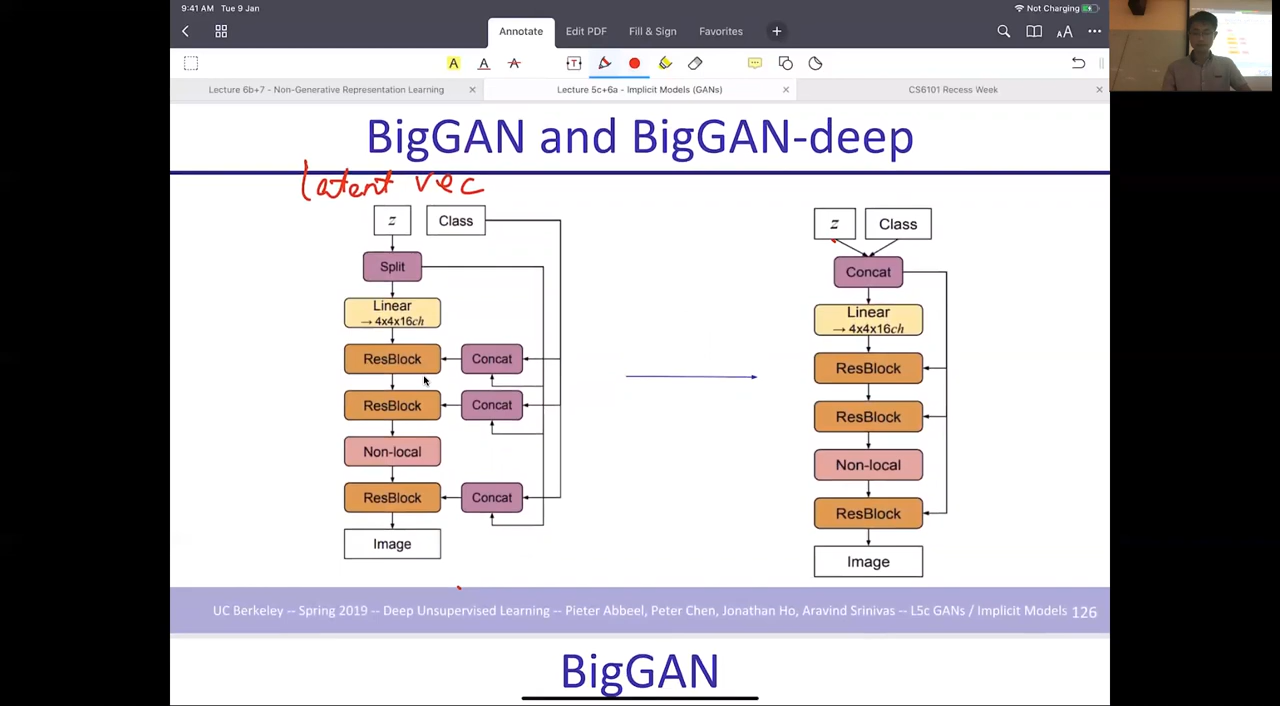 9:41 AM Tue 9 Jan
Not Charging
Annotate
Edit PDF
Fill & Sign
Favorites
Lecture 6b+7 - Non-Generative Representation Learning
Lecture 5c+6a - Implicit Models (GANs)
CS6101 Recess Week
BigGAN and BigGAN-deep
latent vec
z
Class
Split
Linear
→ 4x4x16ch
ResBlock
Concat
ResBlock
Concat
Non-local
ResBlock
Concat
Image
z
Class
Concat
Linear
→ 4x4x16ch
ResBlock
ResBlock
Non-local
ResBlock
Image
UC Berkeley -- Spring 2019 -- Deep Unsupervised Learning -- Pieter Abbeel, Peter Chen, Jonathan Ho, Aravind Srinivas -- L5c GANs / Implicit Models 126
BigGAN